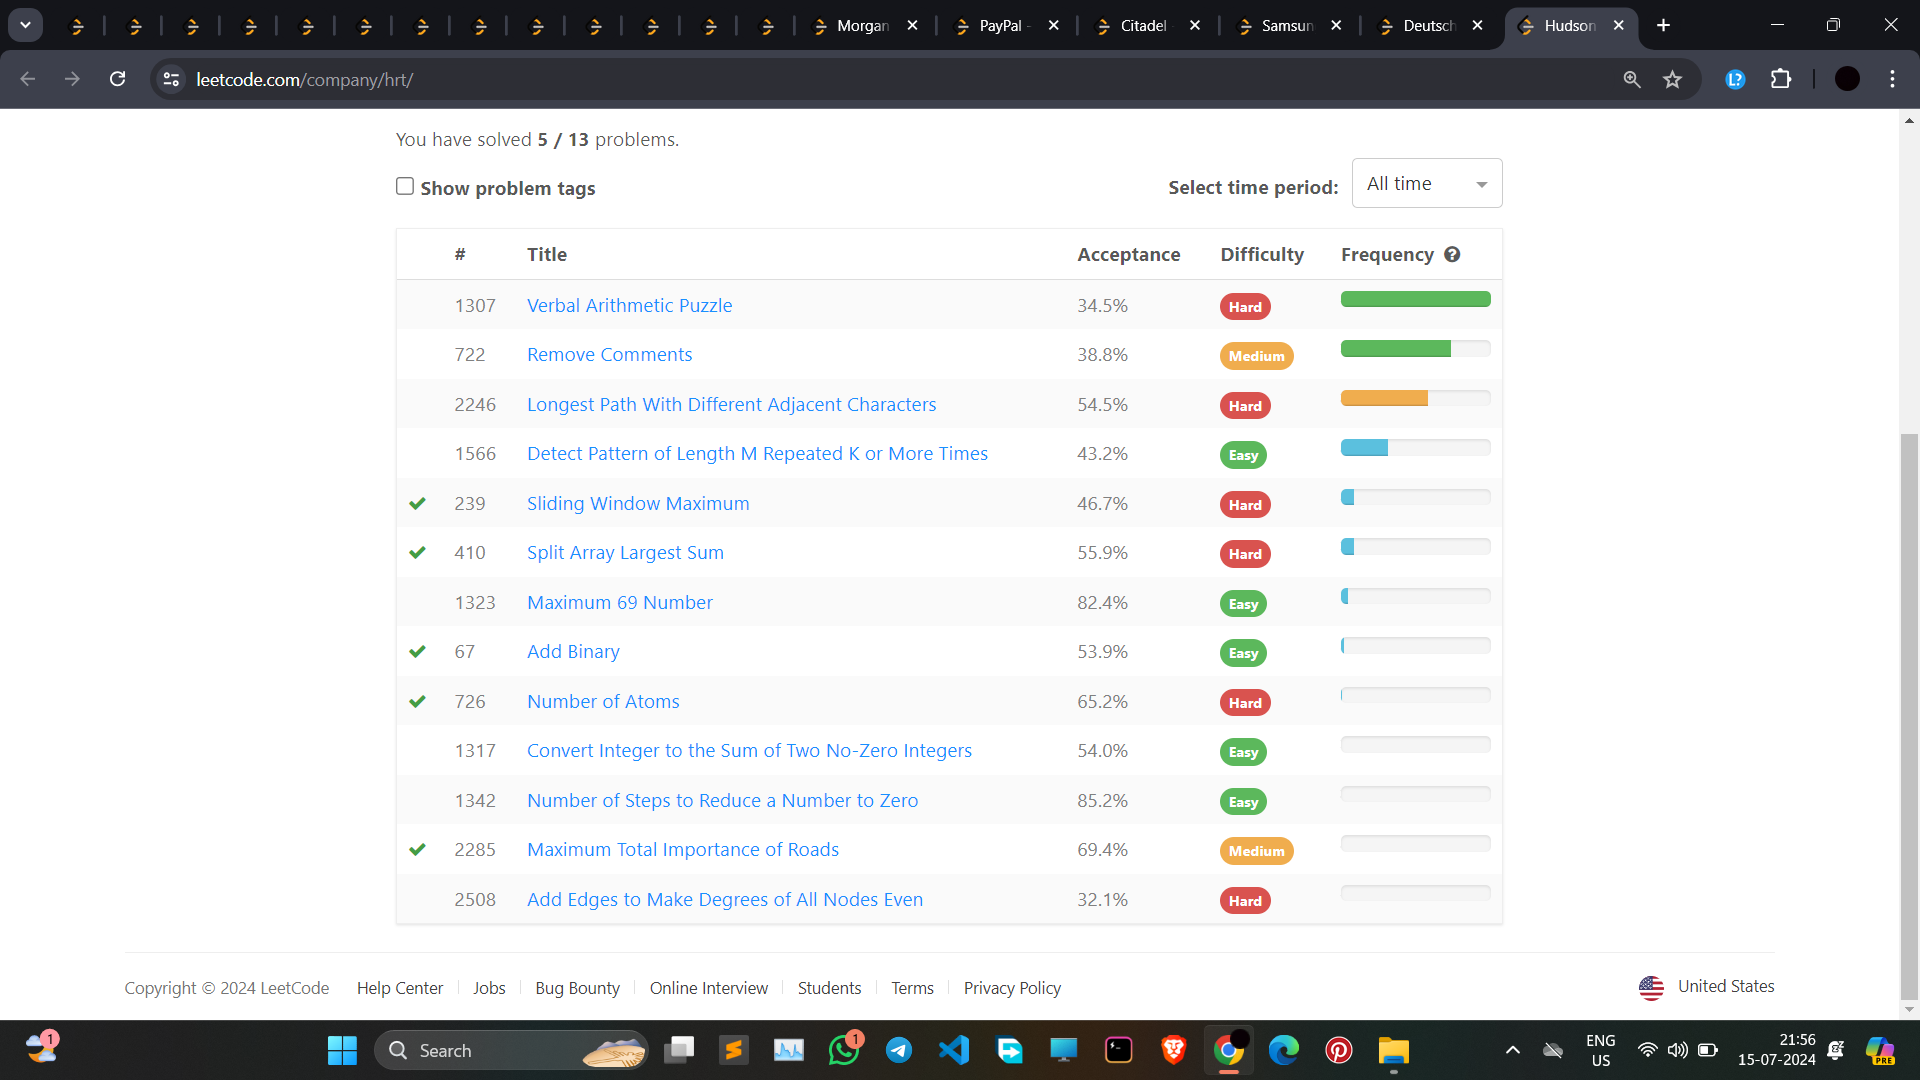 Morgan
PayPal -
Citadel
Samsun
Deutsch
Hudson
leetcode.com/company/hrt/
You have solved 5 / 13 problems.
Show problem tags
Select time period:
All time
# Title Acceptance Difficulty Frequency ?
1307 Verbal Arithmetic Puzzle 34.5% Hard
722 Remove Comments 38.8% Medium
2246 Longest Path With Different Adjacent Characters 54.5% Hard
1566 Detect Pattern of Length M Repeated K or More Times 43.2% Easy
239 Sliding Window Maximum 46.7% Hard
410 Split Array Largest Sum 55.9% Hard
1323 Maximum 69 Number 82.4% Easy
67 Add Binary 53.9% Easy
726 Number of Atoms 65.2% Hard
1317 Convert Integer to the Sum of Two No-Zero Integers 54.0% Easy
1342 Number of Steps to Reduce a Number to Zero 85.2% Easy
2285 Maximum Total Importance of Roads 69.4% Medium
2508 Add Edges to Make Degrees of All Nodes Even 32.1% Hard
Copyright © 2024 LeetCode Help Center Jobs Bug Bounty Online Interview Students Terms Privacy Policy United States
1
Search
1
ENG
US
21:56
15-07-2024
PRE